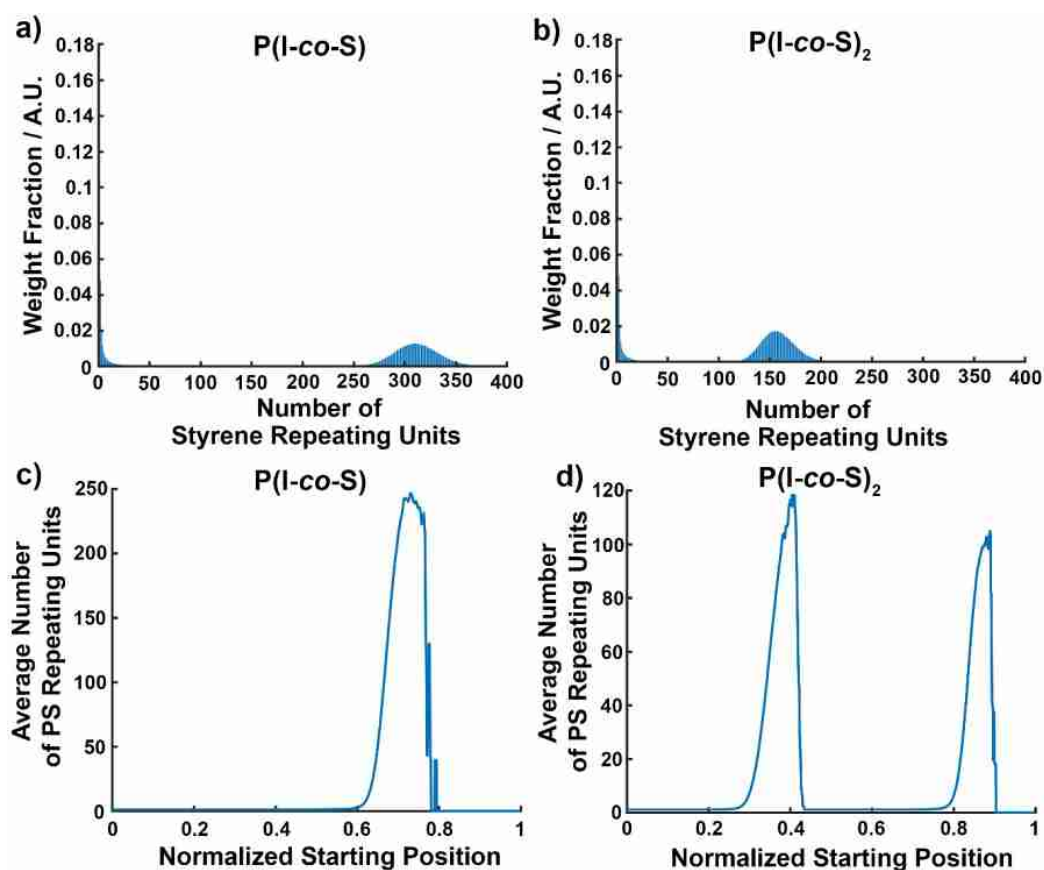 a)
P(I-co-S)
Weight Fraction / A.U.
0.18
0.16
0.14
0.12
0.1
0.08
0.06
0.04
0.02
0
0 50 100 150 200 250 300 350 400
Number of
Styrene Repeating Units
b)
P(I-co-S)2
Weight Fraction / A.U.
0.18
0.16
0.14
0.12
0.1
0.08
0.06
0.04
0.02
0
0 50 100 150 200 250 300 350 400
Number of
Styrene Repeating Units
c)
P(I-co-S)
Average Number
of PS Repeating Units
250
200
150
100
50
0
0 0.2 0.4 0.6 0.8 1
Normalized Starting Position
d)
P(I-co-S)2
Average Number
of PS Repeating Units
120
100
80
60
40
20
0
0 0.2 0.4 0.6 0.8 1
Normalized Starting Position